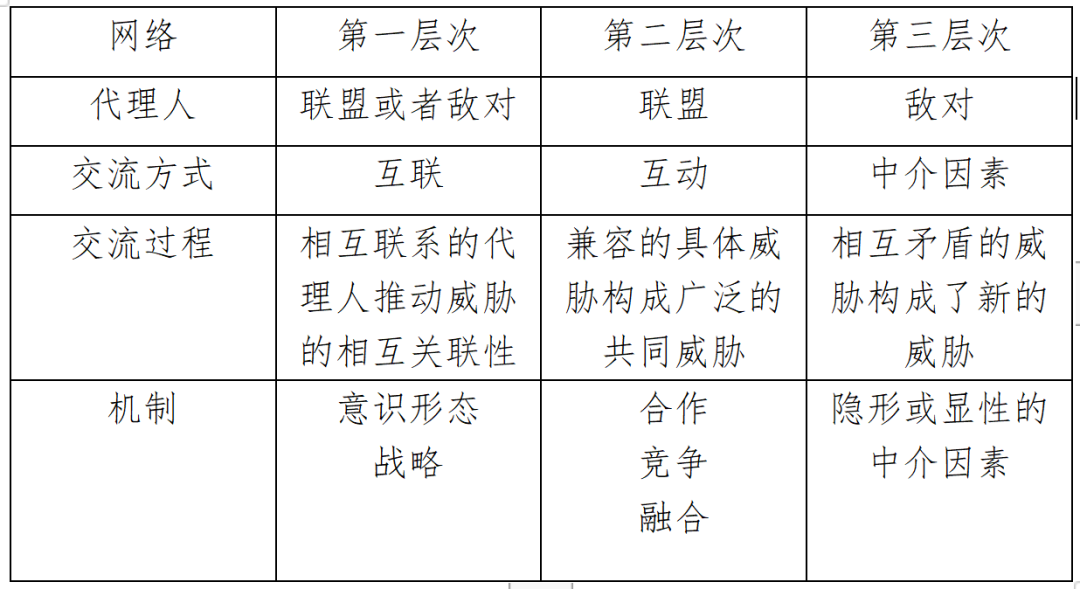 网络 第一层次 第二层次 第三层次
代理人 联盟或者敌对 联盟 敌对
交流方式 互联 互动 中介因素
交流过程 相互联系的代 兼容的具体威 相互矛盾的威
理人推动威胁 胁构成广泛的 胁构成了新的
的相互关联性 共同威胁 威胁
机制 意识形态 合作 隐形或显性的
战略 竞争 中介因素
融合